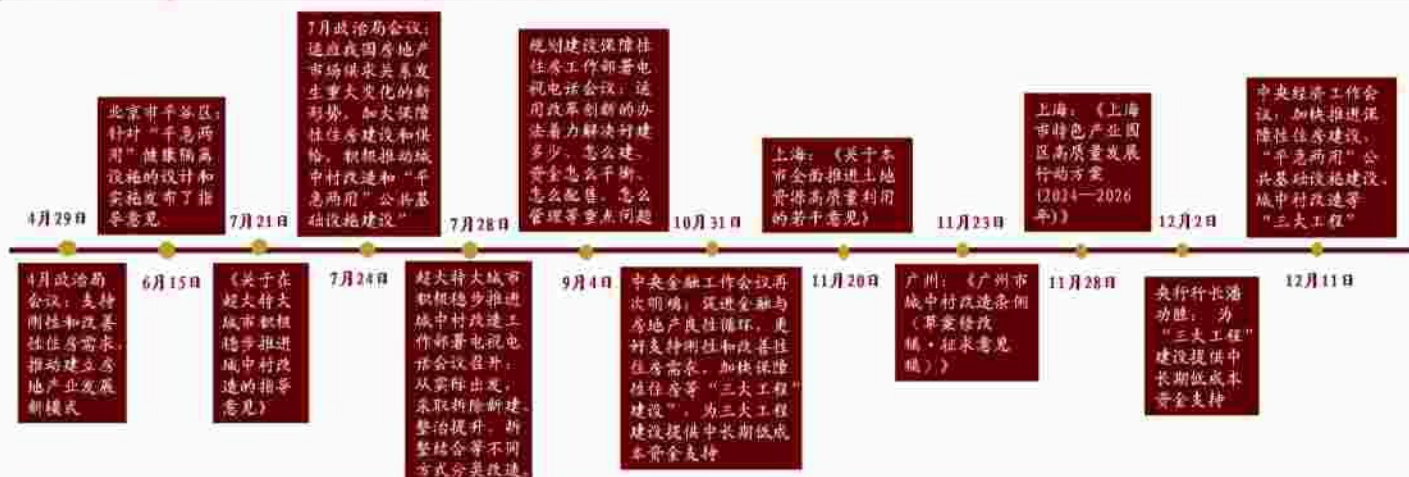 4月29日
4月政治局
会议：支持
刚性和改善
性住房需求，
推动建立房
地产业发展
新模式
北京市平谷区：
针对“平急两
用”健康隔离
设施的设计和
实施发布了指
导意见
6月15日
7月21日
《关于在
超大特大
城市积极
稳步推进
城中村改
造的指导
意见》
7月政治局会议：
适应我国房地产
市场供求关系发
生重大变化的新
形势，加大保障
性住房建设和供
给，积极推动城
中村改造和“平
急两用”公共基
础设施建设”
7月24日
7月28日
超大特大城市
积极稳步推进
城中村改造工
作部署电视电
话会议召开：
从实际出发，
采取拆除新建、
整治提升、拆
整结合等不同
方式分类改造。
规划建设保障性
住房工作部署电
视电话会议：运
用改革创新的办
法着力解决好建
多少、怎么建、
资金怎么平衡、
怎么配售、怎么
管理等重点问题
9月4日
10月31日
中央金融工作会议再
次明确，促进金融与
房地产良性循环，更
好支持刚性和改善性
住房需求，加快保障
性住房等“三大工程”
建设”，为三大工程
建设提供中长期低成
本资金支持
上海：《关于本
市全面推进土地
资源高质量利用
的若干意见》
11月20日
11月23日
广州：《广州市
城中村改造条例
（草案修改
稿·征求意见
稿）》
上海：《上海
市特色产业园
区高质量发展
行动方案
(2024—2026
年)》
11月28日
12月2日
央行行长潘
功胜：为
“三大工程”
建设提供中
长期低成本
资金支持
中央经济工作会
议，加快推进保
障性住房建设、
“平急两用”公
共基础设施建设、
城中村改造等
“三大工程”
12月11日